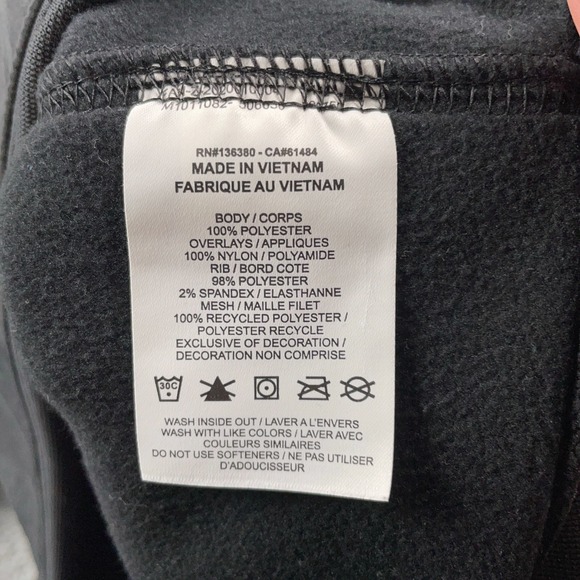 RN#136380 - CA#61484
MADE IN VIETNAM
FABRIQUE AU VIETNAM
BODY / CORPS
100% POLYESTER
OVERLAYS / APPLIQUES
100% NYLON / POLYAMIDE
RIB / BORD COTE
98% POLYESTER
2% SPANDEX / ELASTHANNE
MESH / MAILLE FILET
100% RECYCLED POLYESTER /
POLYESTER RECYCLE
EXCLUSIVE OF DECORATION /
DECORATION NON COMPRISE
30C
WASH INSIDE OUT / LAVER A L'ENVERS
WASH WITH LIKE COLORS / LAVER AVEC
COULEURS SIMILAIRES
DO NOT USE SOFTENERS / NE PAS UTILISER
D'ADOUCISSEUR